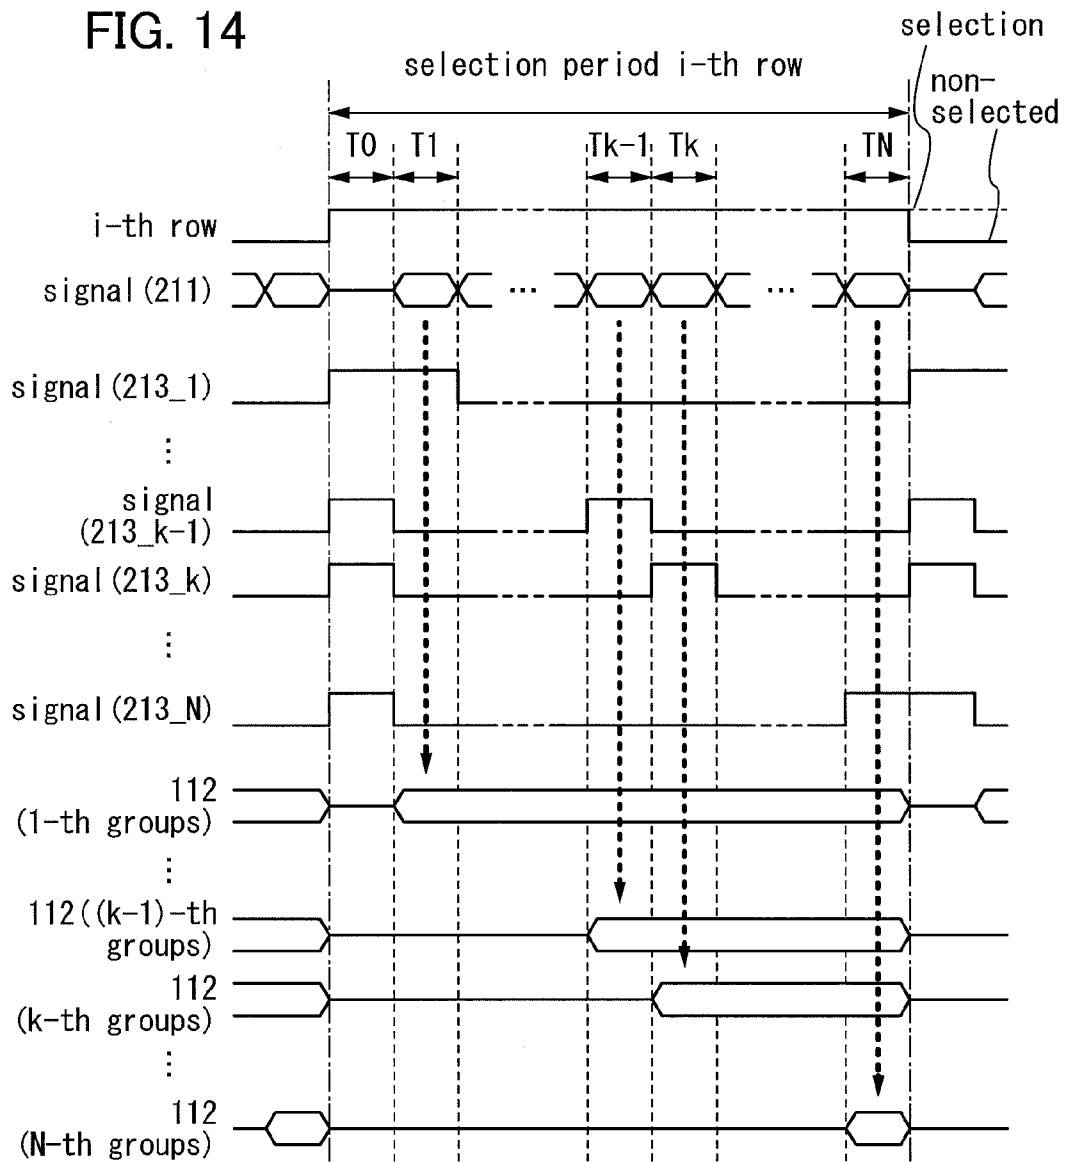 FIG. 14
selection
selection period i-th row
non-
selected
T0 T1 Tk-1 Tk TN
i-th row
signal(211)
... ...
signal(213_1)
...
signal
(213_k-1)
signal(213_k)
...
signal(213_N)
112
(1-th groups)
...
112((k-1)-th
groups)
112
(k-th groups)
...
112
(N-th groups)